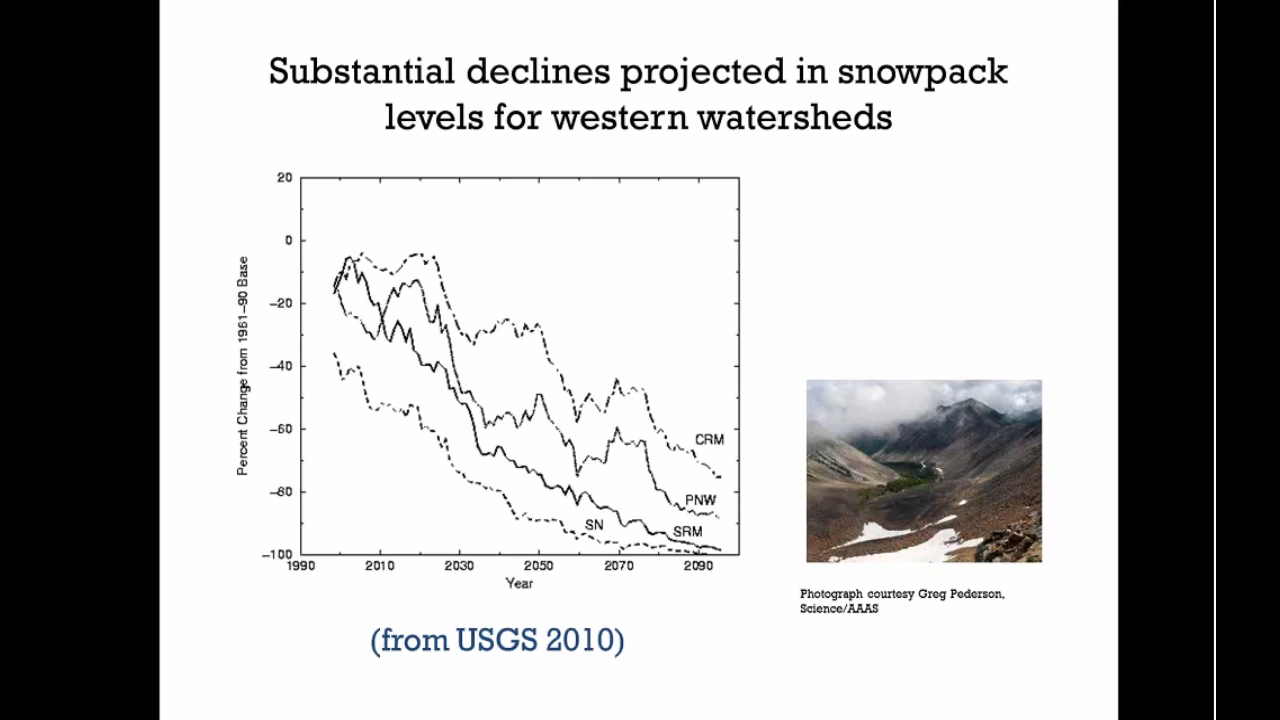 Substantial declines projected in snowpack
levels for western watersheds
20
0
−20
−40
−60
−80
−100
Percent Change from 1961−90 Base
CRM
PNW
SN
SRM
1990
2010
2030
2050
2070
2090
Year
Photograph courtesy Greg Pederson,
Science/AAAS
(from USGS 2010)